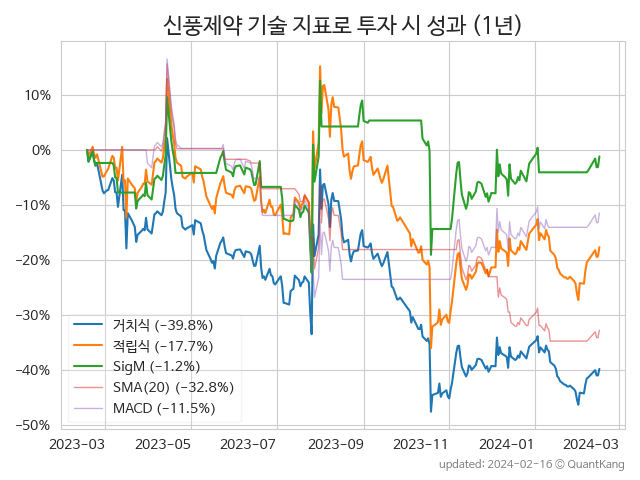 신풍제약 기술 지표로 투자 시 성과 (1년)
10%
0%
−10%
−20%
−30%
−40%
−50%
거치식 (−39.8%)
적립식 (−17.7%)
SigM (−1.2%)
SMA(20) (−32.8%)
MACD (−11.5%)
2023−03 2023−05 2023−07 2023−09 2023−11 2024−01 2024−03
updated: 2024−02−16 ⓒ QuantKang